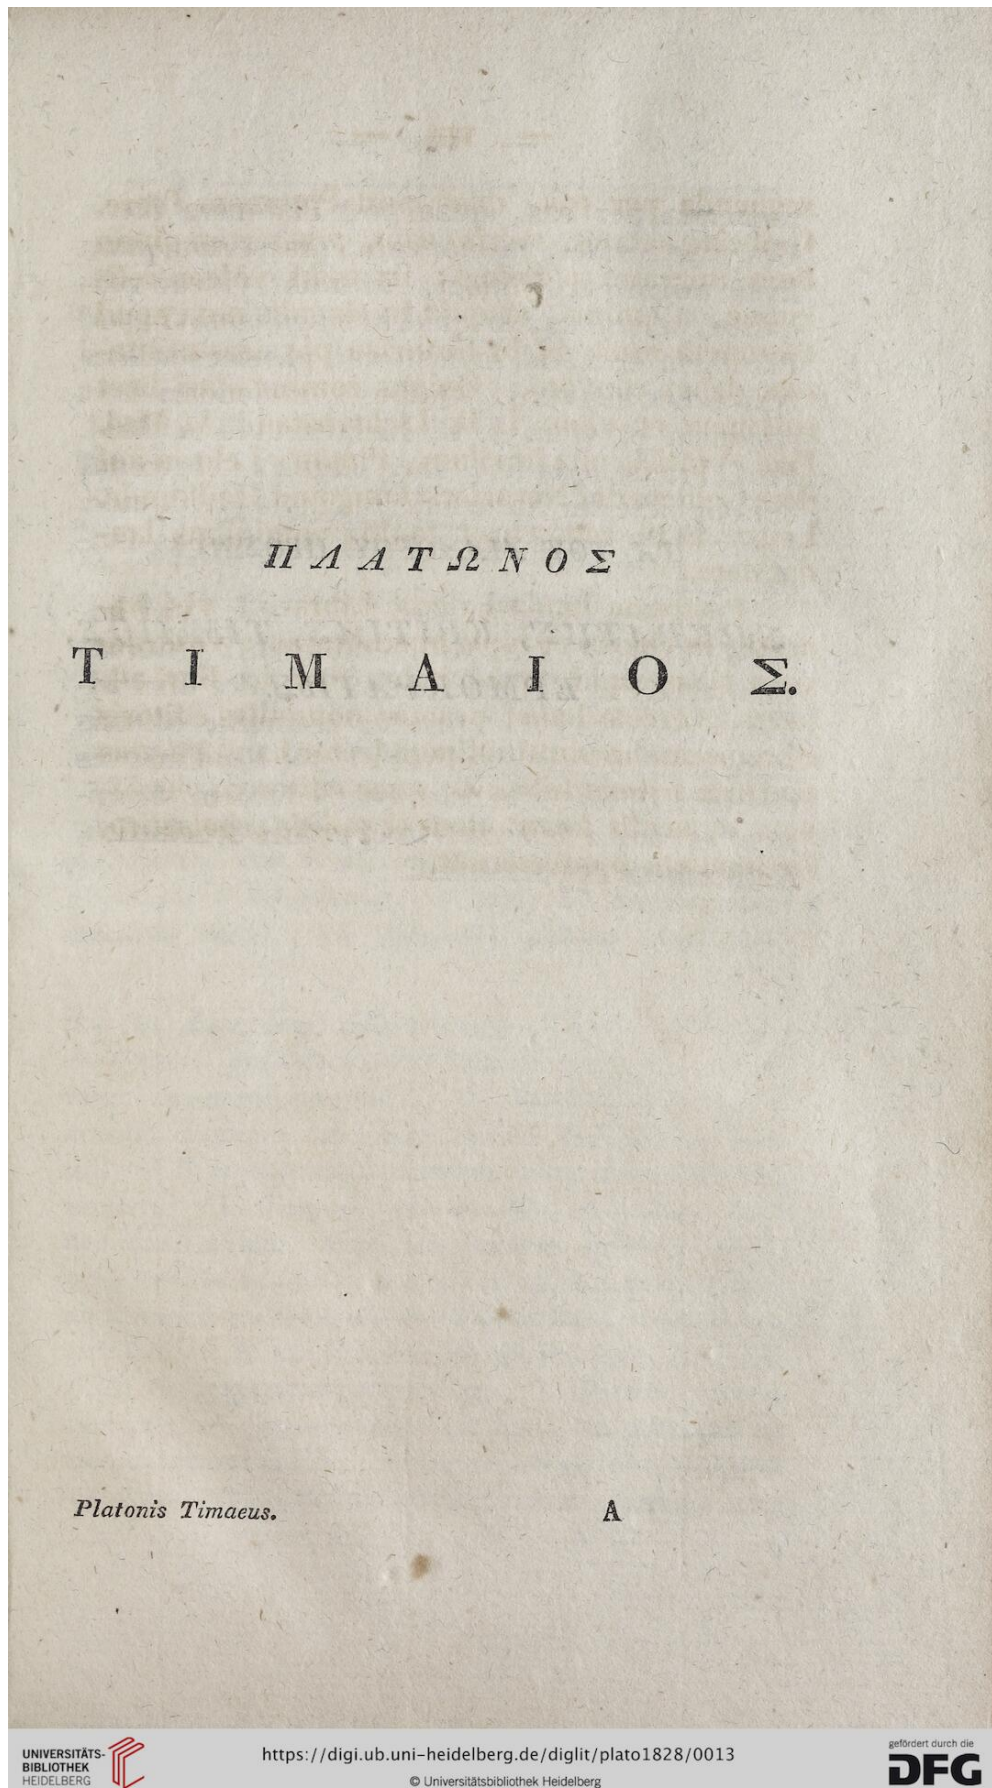 ΠΛΑΤΩΝΟΣ
ΤΙΜΑΙΟΣ.
Platonis Timaeus. A
UNIVERSITÄTS-
BIBLIOTHEK
HEIDELBERG
https://digi.ub.uni-heidelberg.de/diglit/plato1828/0013
© Universitätsbibliothek Heidelberg
gefördert durch die
DFG